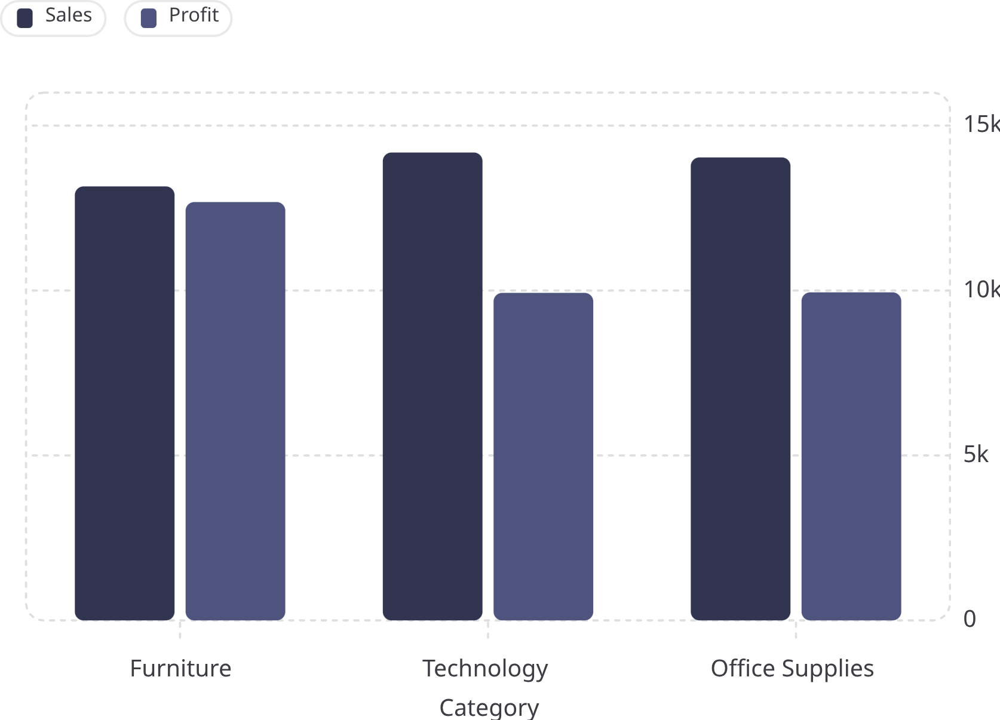 Sales Profit
15k
10k
5k
0
Furniture Technology Office Supplies
Category